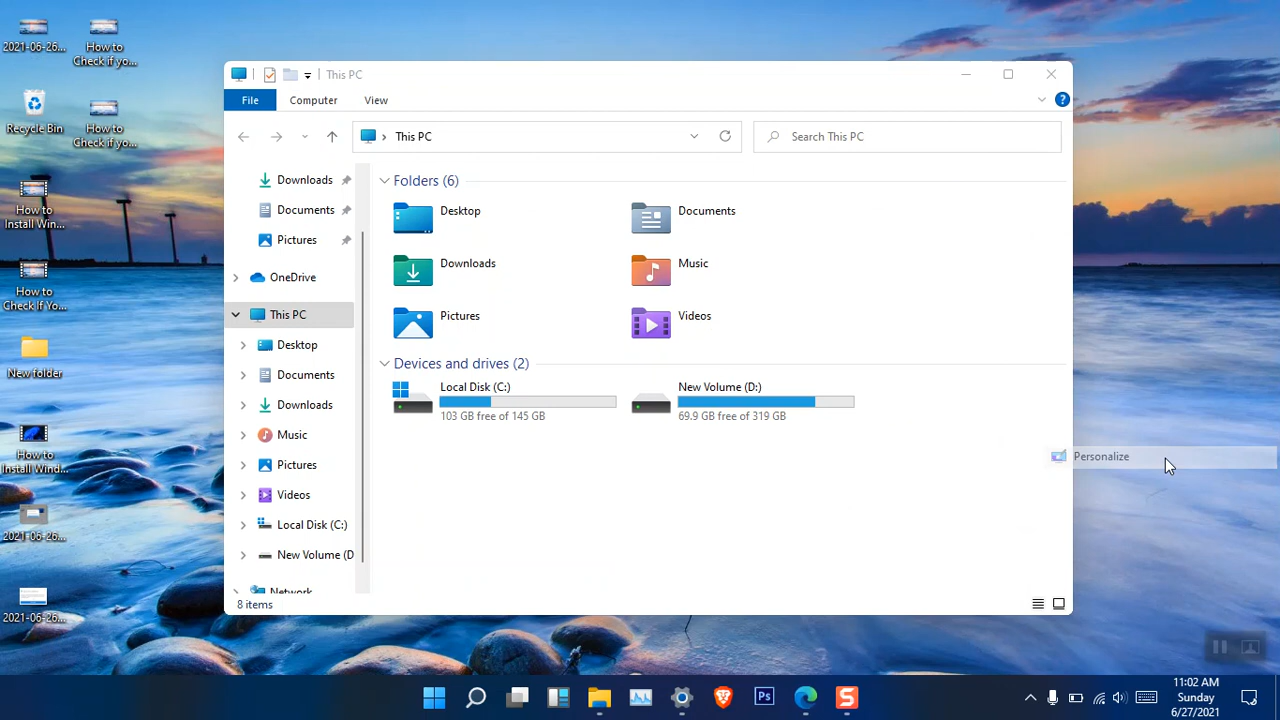 2021-06-26...
How to
Check if yo...
Recycle Bin
How to
Check if yo...
How to
Install Win...
How to
Check If Yo...
New folder
How to
Install Wind...
2021-06-26...
2021-06-26...
This PC
File
Computer
View
This PC
Search This PC
Downloads
Documents
Pictures
OneDrive
This PC
Desktop
Documents
Downloads
Music
Pictures
Videos
Local Disk (C:)
New Volume (D
Network
Folders (6)
Desktop
Documents
Downloads
Music
Pictures
Videos
Devices and drives (2)
Local Disk (C:)
103 GB free of 145 GB
New Volume (D:)
69.9 GB free of 319 GB
8 items
Personalize
Ps
S
11:02 AM
Sunday
6/27/2021